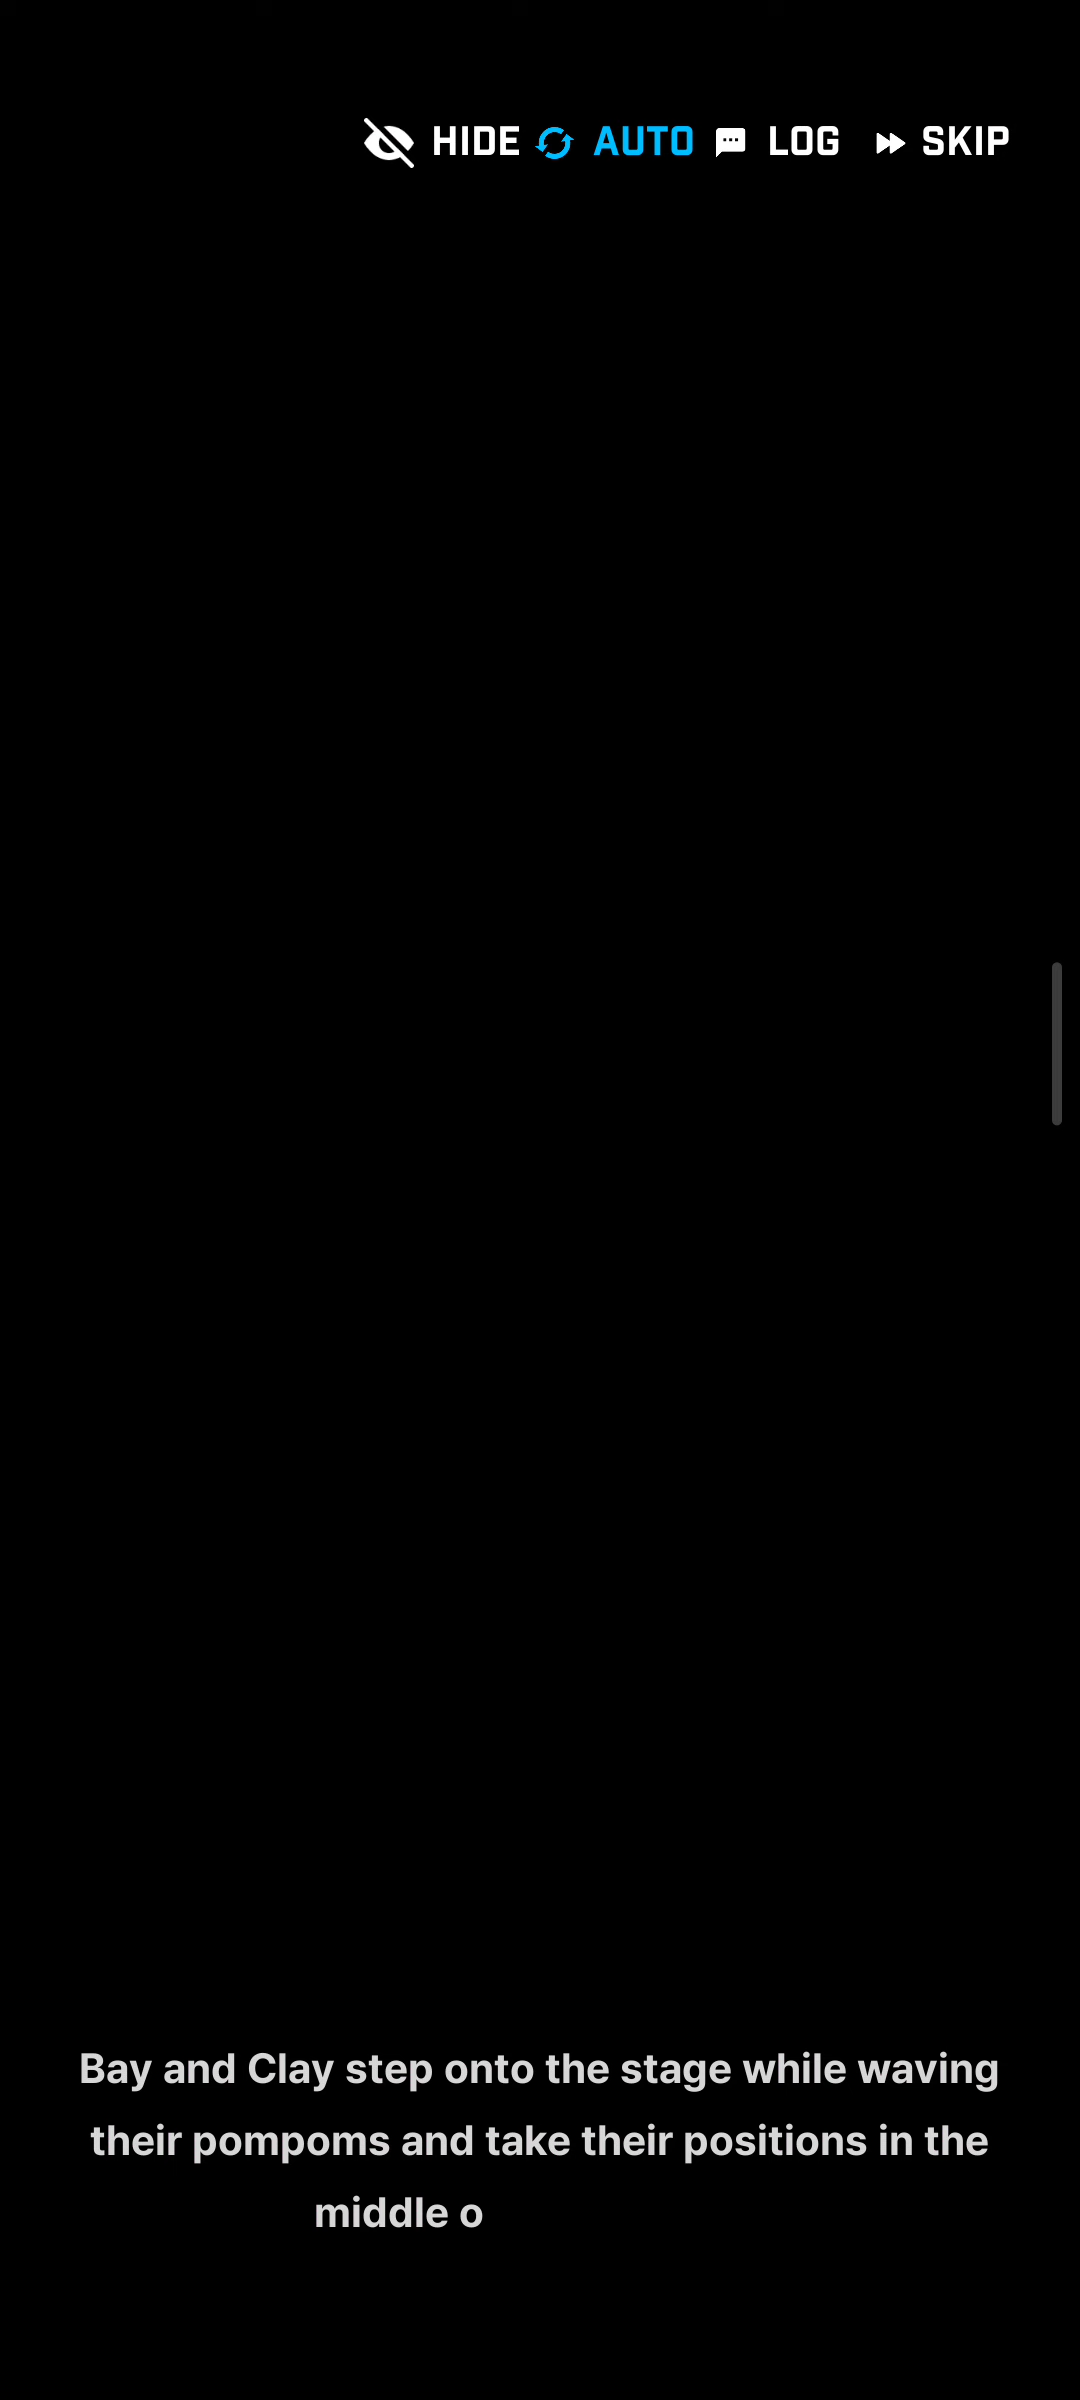 HIDE AUTO LOG SKIP
Bay and Clay step onto the stage while waving
their pompoms and take their positions in the
middle o